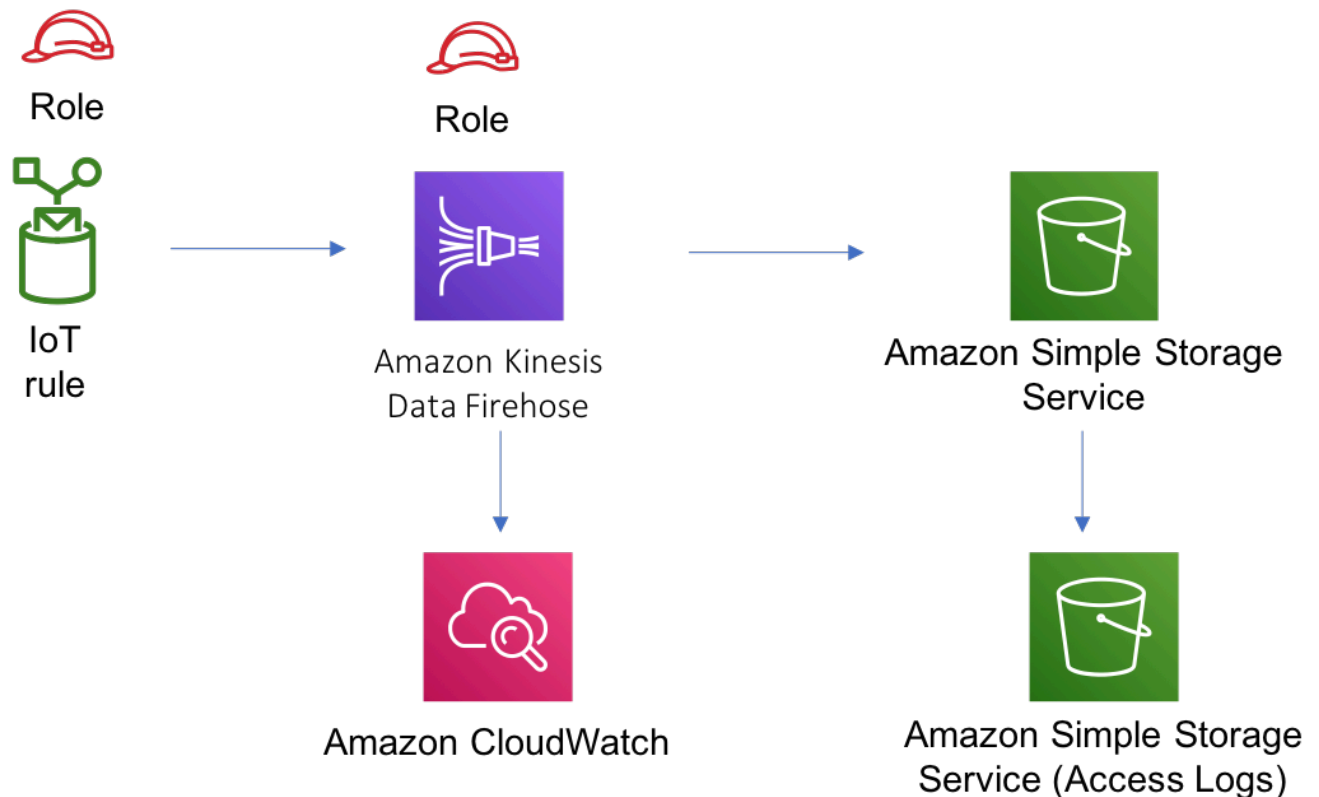 Role
Role
IoT
rule
Amazon Kinesis
Data Firehose
Amazon Simple Storage
Service
Amazon CloudWatch
Amazon Simple Storage
Service (Access Logs)